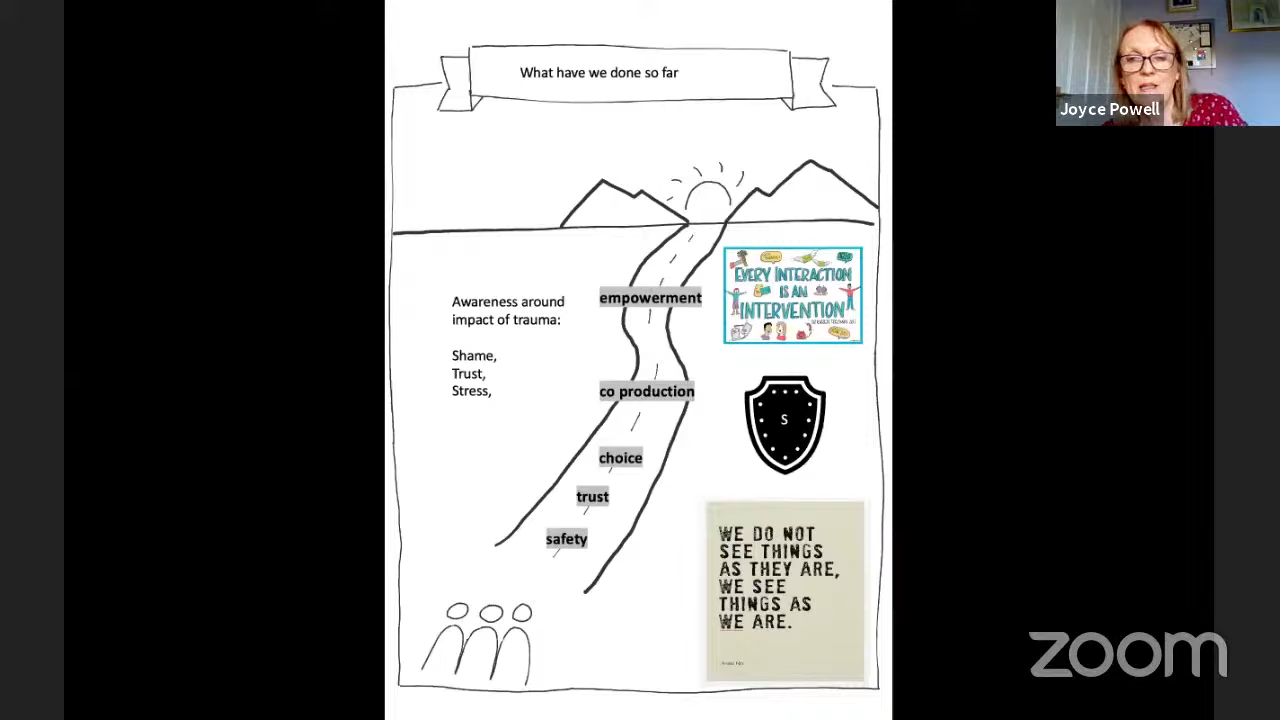 What have we done so far
Joyce Powell
Awareness around
impact of trauma:
Shame,
Trust,
Stress,
empowerment
co production
choice
trust
safety
EVERY INTERACTION
IS AN
INTERVENTION
S
WE DO NOT
SEE THINGS
AS THEY ARE,
WE SEE
THINGS AS
WE ARE.
zoom